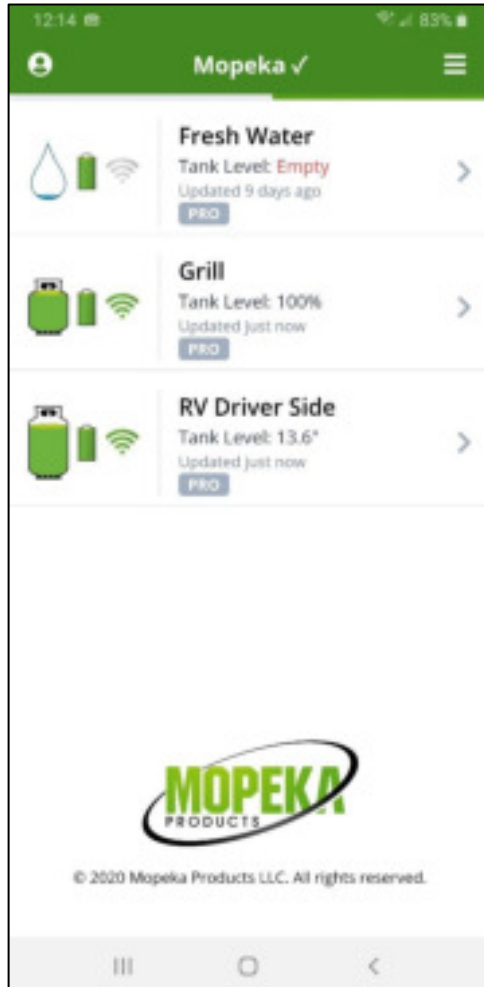 12:14 83%
Mopeka ✓
Fresh Water
Tank Level: Empty
Updated 9 days ago
PRO
Grill
Tank Level: 100%
Updated just now
PRO
RV Driver Side
Tank Level: 13.6"
Updated just now
PRO
MOPEKA
PRODUCTS
© 2020 Mopeka Products LLC. All rights reserved.